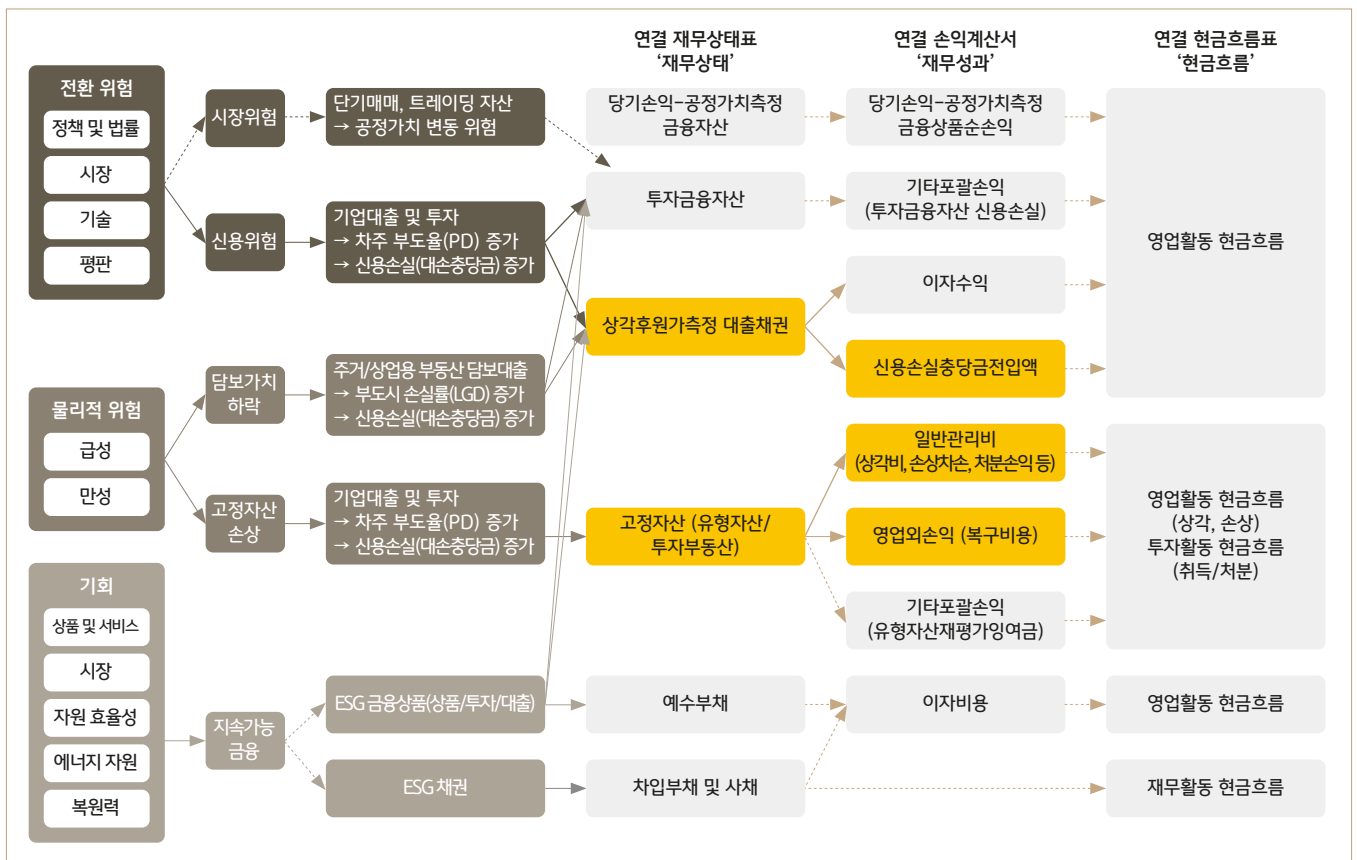 연결 재무상태표
‘재무상태’
연결 손익계산서
‘재무성과’
연결 현금흐름표
‘현금흐름’
전환 위험
정책 및 법률
시장
기술
평판
시장위험
단기매매, 트레이딩 자산
→ 공정가치 변동 위험
신용위험
기업대출 및 투자
→ 차주 부도율(PD) 증가
→ 신용손실(대손충당금) 증가
당기손익-공정가치측정
금융자산
당기손익-공정가치측정
금융상품순손익
투자금융자산
기타포괄손익
(투자금융자산 신용손실)
영업활동 현금흐름
상각후원가측정 대출채권
이자수익
신용손실충당금전입액
물리적 위험
급성
만성
담보가치
하락
주거/상업용 부동산 담보대출
→ 부도시 손실률(LGD) 증가
→ 신용손실(대손충당금) 증가
고정자산
손상
기업대출 및 투자
→ 차주 부도율(PD) 증가
→ 신용손실(대손충당금) 증가
고정자산 (유형자산/
투자부동산)
일반관리비
(상각비, 손상차손, 처분손익 등)
영업외손익 (복구비용)
기타포괄손익
(유형자산재평가잉여금)
영업활동 현금흐름
(상각, 손상)
투자활동 현금흐름
(취득/처분)
기회
상품 및 서비스
시장
자원 효율성
에너지 자원
복원력
지속가능
금융
ESG 금융상품(상품/투자/대출)
예수부채
이자비용
영업활동 현금흐름
ESG 채권
차입부채 및 사채
재무활동 현금흐름